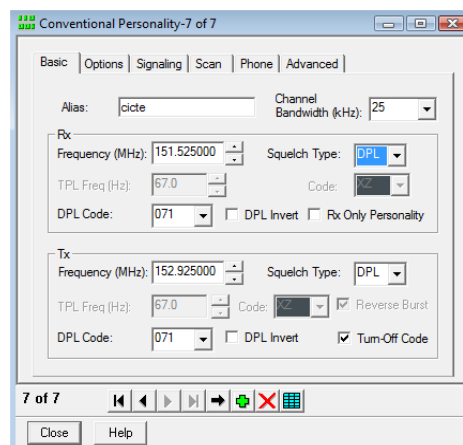 Conventional Personality-7 of 7
Basic Options Signaling Scan Phone Advanced
Alias: cicte Channel Bandwidth (kHz): 25
Rx
Frequency (MHz): 151.525000 Squelch Type: DPL
TPL Freq (Hz): 67.0 Code: XZ
DPL Code: 071 DPL Invert Rx Only Personality
Tx
Frequency (MHz): 152.925000 Squelch Type: DPL
TPL Freq (Hz): 67.0 Code: XZ Reverse Burst
DPL Code: 071 DPL Invert Turn-Off Code
7 of 7
Close Help